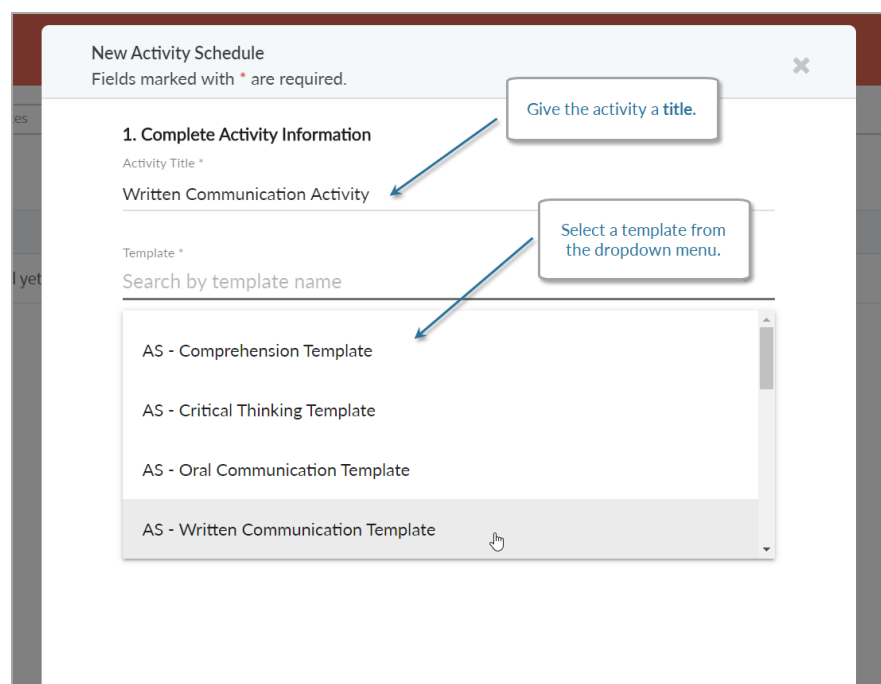 New Activity Schedule
Fields marked with * are required.
es
Give the activity a title.
1. Complete Activity Information
Activity Title *
Written Communication Activity
Select a template from
the dropdown menu.
Template *
l yet
Search by template name
AS - Comprehension Template
AS - Critical Thinking Template
AS - Oral Communication Template
AS - Written Communication Template